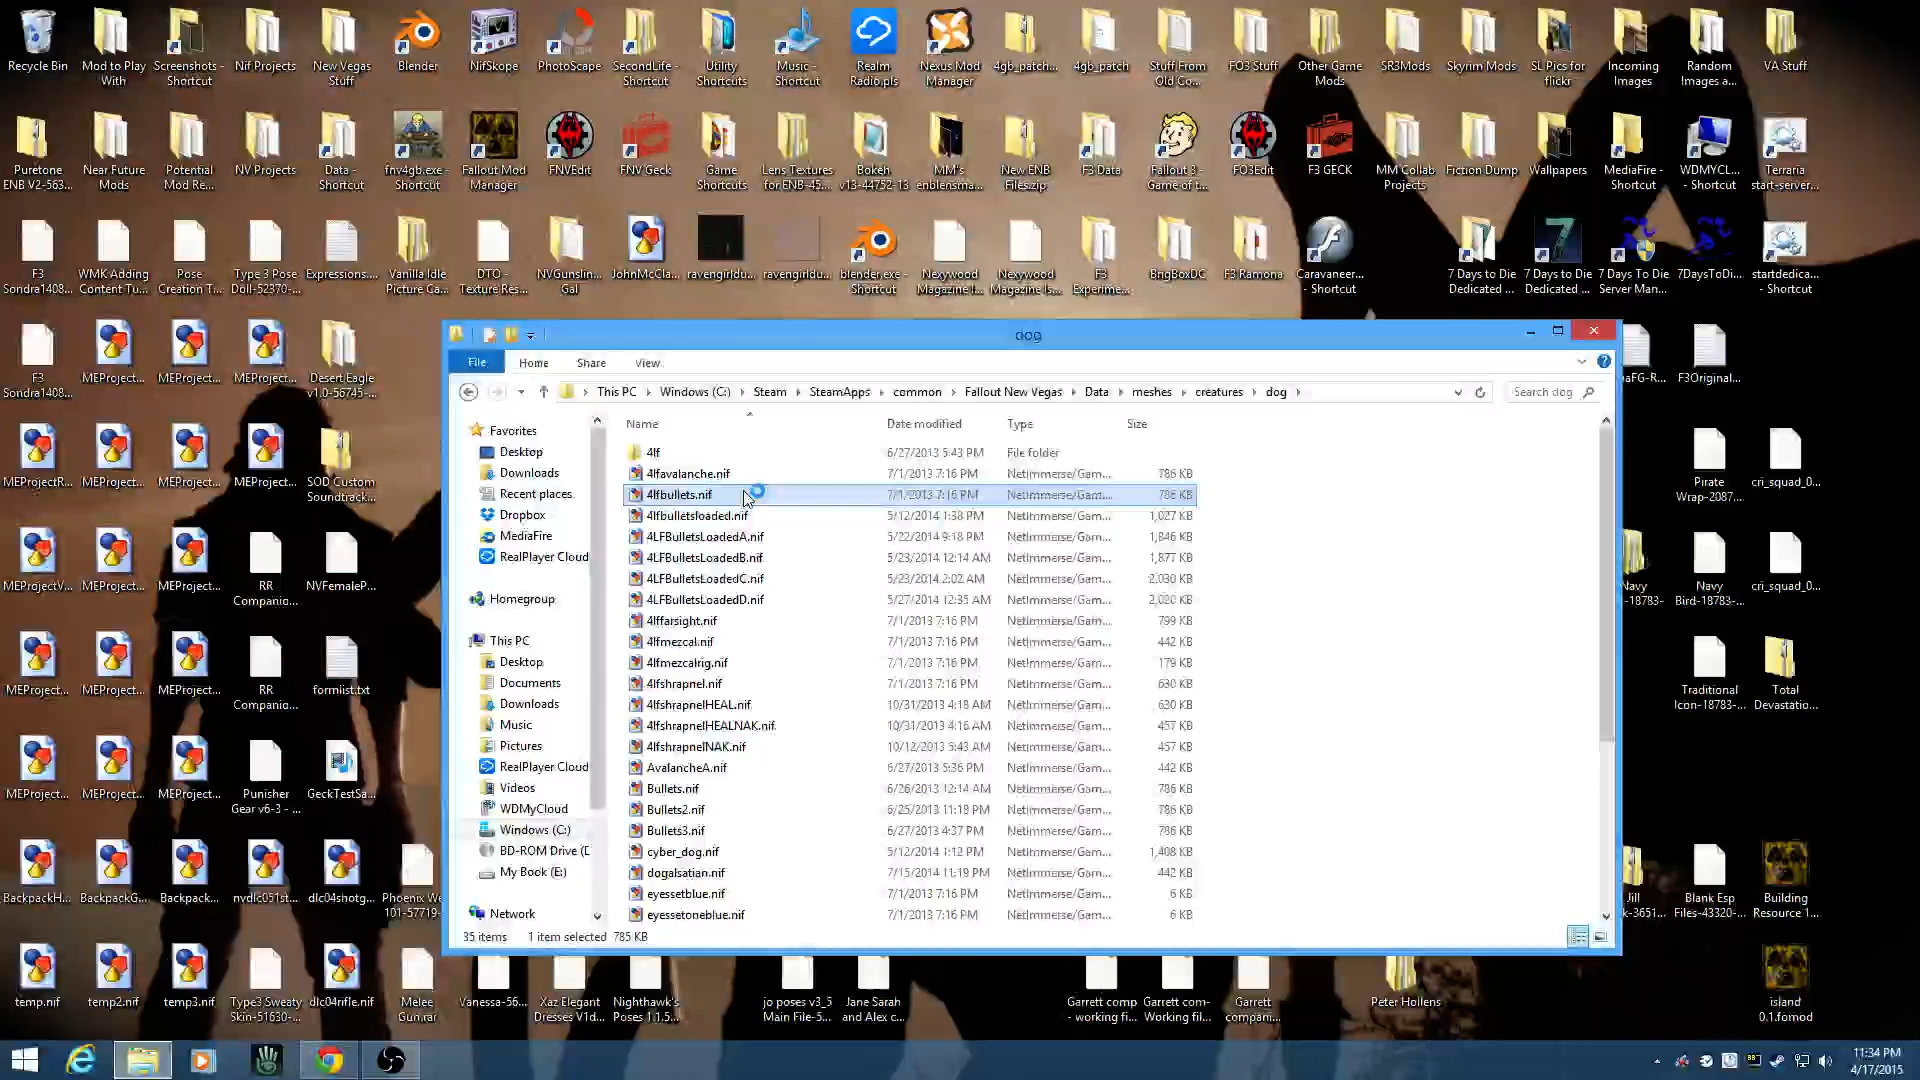 Recycle Bin
Mod to Play With
Screenshots - Shortcut
Nif Projects
New Vegas Stuff
Blender
NifSkope
PhotoScape
SecondLife - Shortcut
Utility Shortcuts
Music - Shortcut
Realm Radio.pls
Nexus Mod Manager
4gb_patch...
4gb_patch
Stuff From Old Co...
FO3 Stuff
Other Game Mods
SR3Mods
Skyrim Mods
SL Pics for flickr
Incoming Images
Random Images a...
VA Stuff
Puretone ENB V2-563...
Near Future Mods
Potential Mod Re...
NV Projects
Data - Shortcut
fnv4gb.exe - Shortcut
Fallout Mod Manager
FNVEdit
FNV Geck
Game Shortcuts
Lens Textures for ENB-45...
Bokeh v13-44752-13
MM's enblensma...
New ENB Files.zip
F3 Data
Fallout 3 - Game of t...
FO3Edit
F3 GECK
MM Collab Projects
Fiction Dump
Wallpapers
MediaFire - Shortcut
WDMYCL... - Shortcut
Terraria start-server...
F3 Sondra1408...
WMK Adding Content Tu...
Pose Creation T...
Type 3 Pose Doll-52370-...
Expressions....
Vanilla Idle Picture Ca...
DTO - Texture Res...
NVGunslin... Gal
JohnMcCla...
ravengirldu...
ravengirldu...
blender.exe - Shortcut
Nexywood Magazine I...
Nexywood Magazine Is...
F3 Experime...
BrigBoxDC
F3 Ramona
Caravaneer... - Shortcut
7 Days to Die Dedicated ...
7 Days to Die Dedicated ...
7 Days To Die Server Man...
7DaysToDi...
startdedica... - Shortcut
F3 Sondra1408...
MEProject...
MEProject...
MEProject...
Desert Eagle v1.0-56745-...
MEProjectR...
MEProject...
MEProject...
MEProject...
SOD Custom Soundtrack...
MEProjectV...
MEProject...
MEProject...
RR Companio...
NVFemaleP...
MEProject...
MEProject...
MEProject...
RR Companio...
formlist.txt
MEProject...
MEProject...
MEProject...
Punisher Gear v6-3 - ...
GeckTestSa...
BackpackH...
BackpackG...
Backpack...
nvdlc051st...
dlc04shotg...
Phoenix We... 101-57719-...
temp.nif
temp2.nif
temp3.nif
Type3 Sweaty Skin-51630-...
dlc04rifle.nif
Melee Gun.rar
Vanessa-56...
Xaz Elegant Dresses V1d...
Nighthawk's Poses 1.1.5...
jo poses v3_5 Main File-5...
Jane Sarah and Alex c...
Garrett comp - working fi...
Garrett com- Working fil...
Garrett compan...
Peter Hollens
island 0.1.fomod
F3Original...
Pirate Wrap-2087...
cri_squad_0...
Navy
Navy Bird-18783-...
cri_squad_0...
Traditional Icon-18783-...
Total Devastatio...
Jill
Blank Esp Files-43320-...
Building Resource 1...
dog
File
Home
Share
View
This PC
Windows (C:)
Steam
SteamApps
common
Fallout New Vegas
Data
meshes
creatures
dog
Search dog
Name Date modified Type Size
4lf 6/27/2013 5:43 PM File folder
4lfavalanche.nif 7/1/2013 7:16 PM NetImmerse/Gam... 786 KB
4lfbullets.nif 7/1/2013 7:16 PM NetImmerse/Gam... 786 KB
4lfbulletsloaded.nif 5/12/2014 1:38 PM NetImmerse/Gam... 1,027 KB
4LFBulletsLoadedA.nif 5/22/2014 9:18 PM NetImmerse/Gam... 1,846 KB
4LFBulletsLoadedB.nif 5/23/2014 12:14 AM NetImmerse/Gam... 1,877 KB
4LFBulletsLoadedC.nif 5/23/2014 2:02 AM NetImmerse/Gam... 2,030 KB
4LFBulletsLoadedD.nif 5/27/2014 12:35 AM NetImmerse/Gam... 2,020 KB
4lffarsight.nif 7/1/2013 7:16 PM NetImmerse/Gam... 799 KB
4lfmezcal.nif 7/1/2013 7:16 PM NetImmerse/Gam... 442 KB
4lfmezcalrig.nif 7/1/2013 7:16 PM NetImmerse/Gam... 179 KB
4lfshrapnel.nif 7/1/2013 7:16 PM NetImmerse/Gam... 630 KB
4lfshrapnelHEAL.nif 10/31/2013 4:18 AM NetImmerse/Gam... 630 KB
4lfshrapnelHEALNAK.nif 10/31/2013 4:16 AM NetImmerse/Gam... 457 KB
4lfshrapnelNAK.nif 10/12/2013 5:43 AM NetImmerse/Gam... 457 KB
AvalancheA.nif 6/27/2013 5:36 PM NetImmerse/Gam... 442 KB
Bullets.nif 6/26/2013 12:14 AM NetImmerse/Gam... 786 KB
Bullets2.nif 6/25/2013 11:18 PM NetImmerse/Gam... 786 KB
Bullets3.nif 6/27/2013 4:37 PM NetImmerse/Gam... 786 KB
cyber_dog.nif 5/12/2014 1:12 PM NetImmerse/Gam... 1,408 KB
dogalsatian.nif 7/15/2014 11:19 PM NetImmerse/Gam... 442 KB
eyessetblue.nif 7/1/2013 7:16 PM NetImmerse/Gam... 6 KB
eyessetoneblue.nif 7/1/2013 7:16 PM NetImmerse/Gam... 6 KB
Favorites
Desktop
Downloads
Recent places
Dropbox
MediaFire
RealPlayer Cloud
Homegroup
This PC
Desktop
Documents
Downloads
Music
Pictures
RealPlayer Cloud
Videos
WDMyCloud
Windows (C:)
BD-ROM Drive (E
My Book (E:)
Network
35 items 1 item selected 785 KB
11:34 PM
4/17/2015